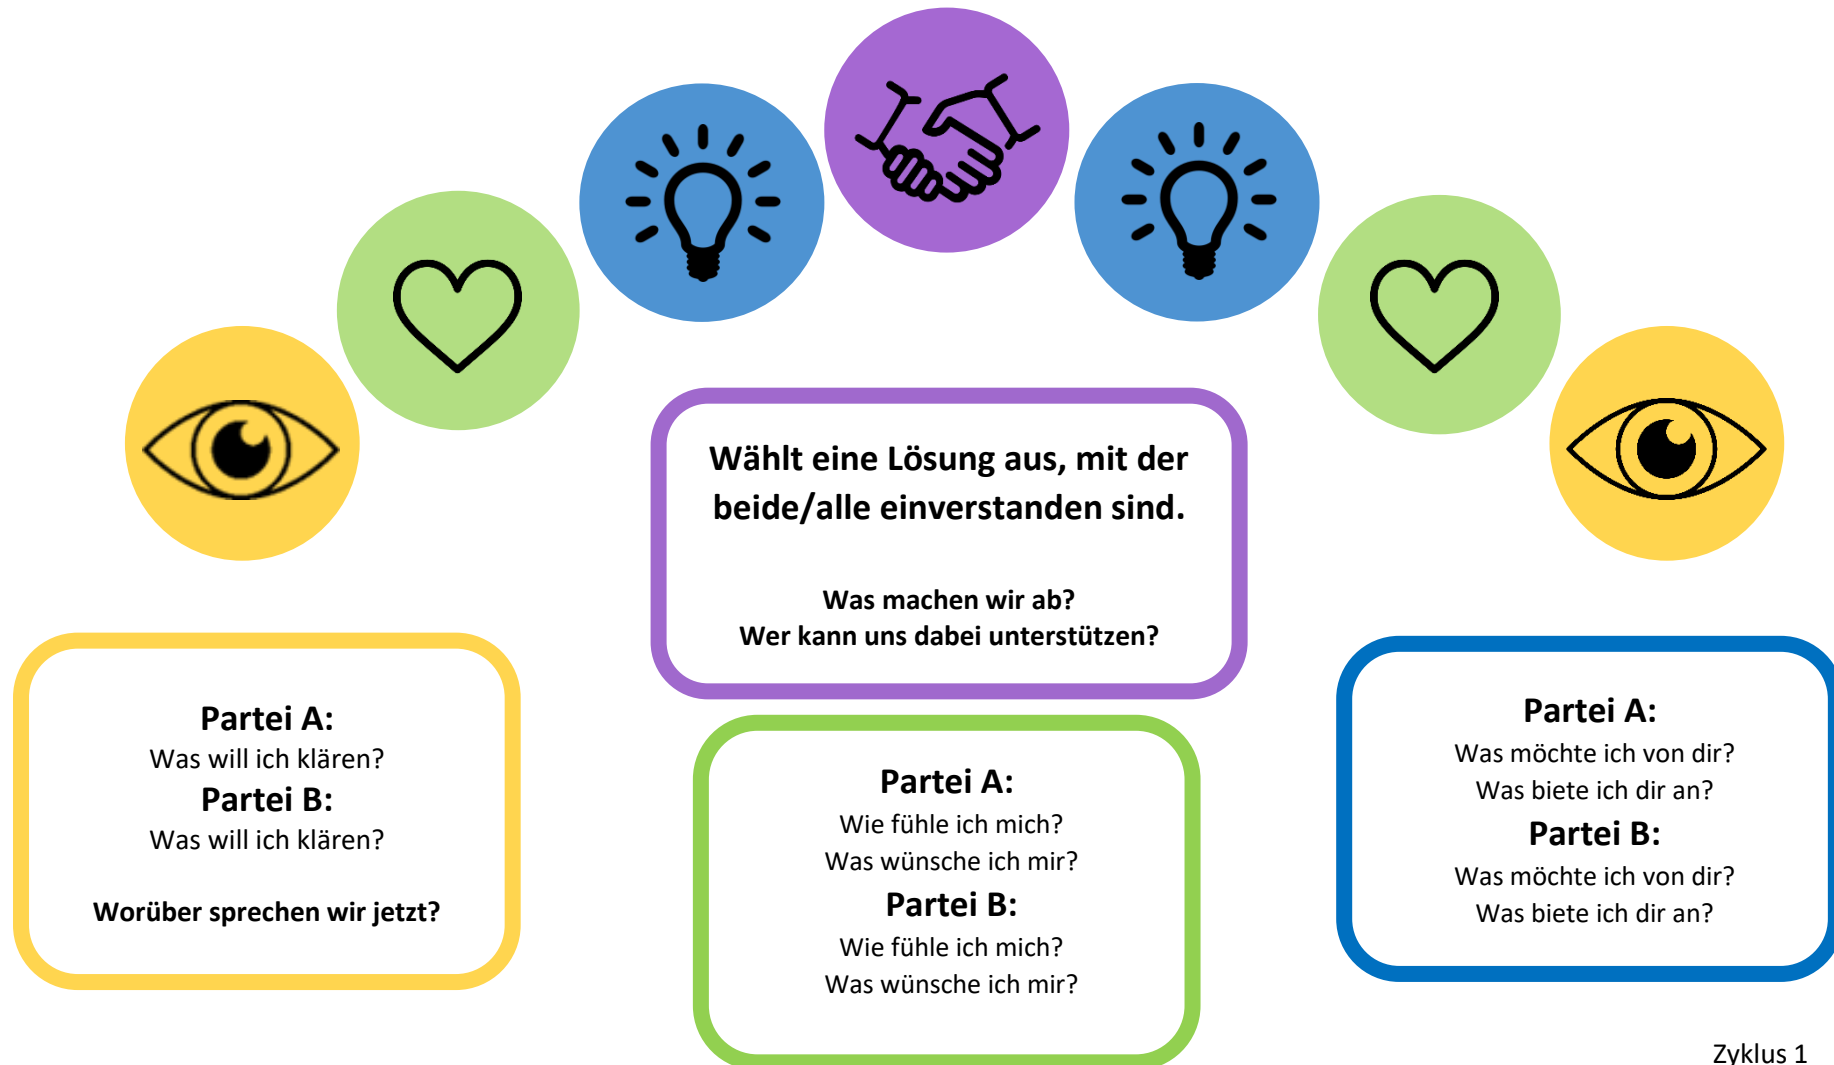 Wählt eine Lösung aus, mit der
beide/alle einverstanden sind.
Was machen wir ab?
Wer kann uns dabei unterstützen?
Partei A:
Was will ich klären?
Partei B:
Was will ich klären?
Worüber sprechen wir jetzt?
Partei A:
Wie fühle ich mich?
Was wünsche ich mir?
Partei B:
Wie fühle ich mich?
Was wünsche ich mir?
Partei A:
Was möchte ich von dir?
Was biete ich dir an?
Partei B:
Was möchte ich von dir?
Was biete ich dir an?
Zyklus 1